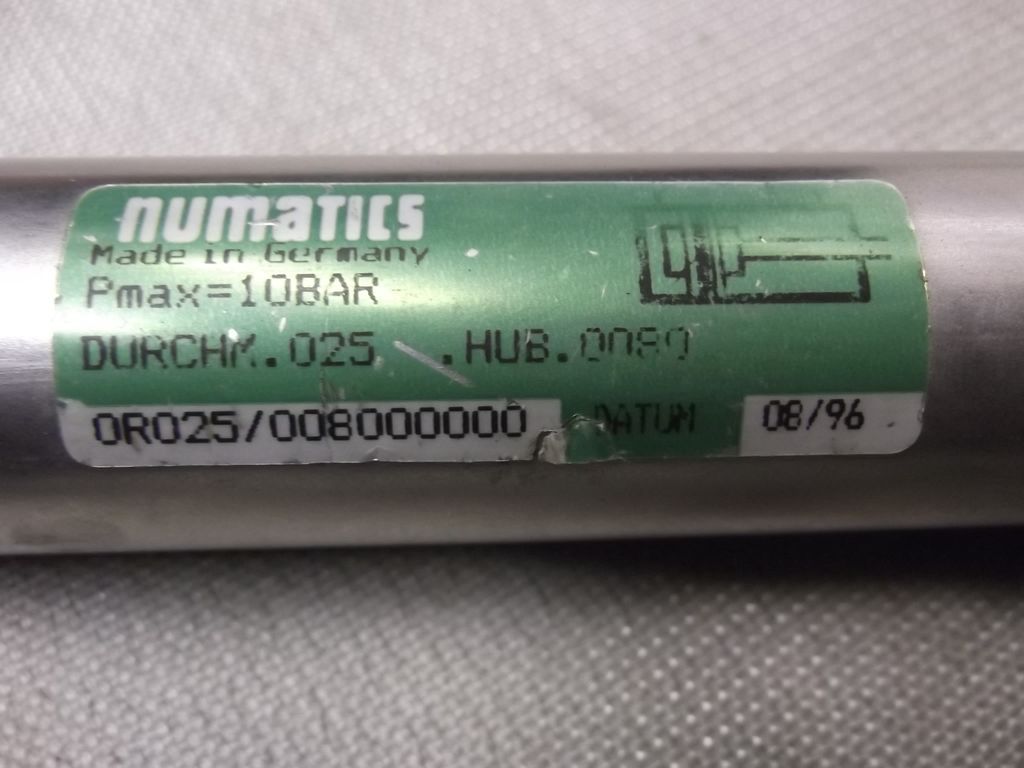 numatics
Made in Germany
Pmax=10BAR
DURCHM.025 .HUB.0080
0R025/008000000 DATUM 08/96